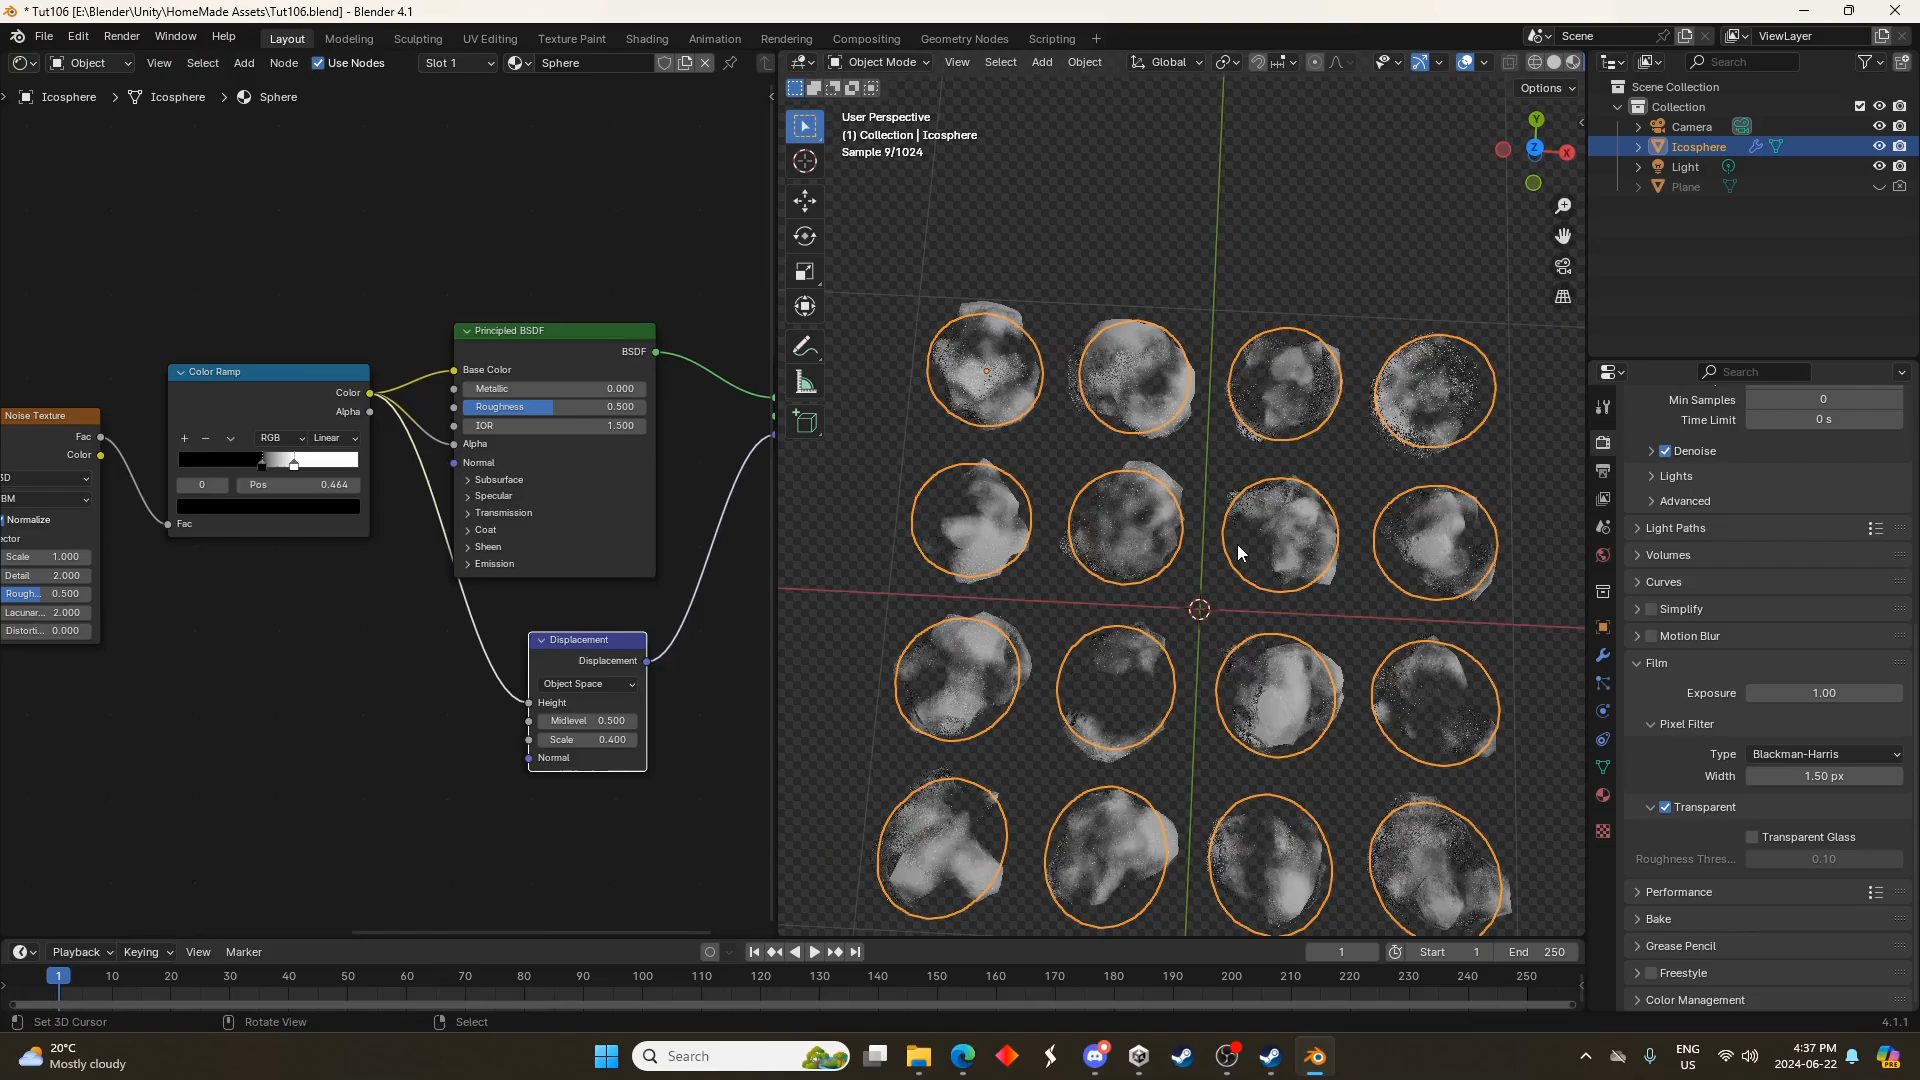 * Tut106 [E:\Blender\Unity\HomeMade Assets\Tut106.blend] - Blender 4.1
File Edit Render Window Help Layout Modeling Sculpting UV Editing Texture Paint Shading Animation Rendering Compositing Geometry Nodes Scripting + Scene ViewLayer
Object View Select Add Node Use Nodes Slot 1 Sphere
Object Mode View Select Add Object Global
Search
Icosphere Icosphere Sphere
Options
User Perspective
(1) Collection | Icosphere
Sample 9/1024
Y
Z
X
Scene Collection
Collection
Camera
Icosphere
Light
Plane
Noise Texture
Fac
Color
3D
BM
Normalize
ector
Scale 1.000
Detail 2.000
Rough... 0.500
Lacunar... 2.000
Distorti... 0.000
Color Ramp
Color
Alpha
RGB Linear
0 Pos 0.464
Fac
Principled BSDF
BSDF
Base Color
Metallic 0.000
Roughness 0.500
IOR 1.500
Alpha
Normal
Subsurface
Specular
Transmission
Coat
Sheen
Emission
Displacement
Displacement
Object Space
Height
Midlevel 0.500
Scale 0.400
Normal
Search
Min Samples 0
Time Limit 0 s
Denoise
Lights
Advanced
Light Paths
Volumes
Curves
Simplify
Motion Blur
Film
Exposure 1.00
Pixel Filter
Type Blackman-Harris
Width 1.50 px
Transparent
Transparent Glass
Roughness Thres... 0.10
Performance
Bake
Grease Pencil
Freestyle
Color Management
Playback Keying View Marker 1 Start 1 End 250
1 10 20 30 40 50 60 70 80 90 100 110 120 130 140 150 160 170 180 190 200 210 220 230 240 250
Set 3D Cursor Rotate View Select 4.1.1
20°C
Mostly cloudy
Search
ENG
US
4:37 PM
2024-06-22
PRE